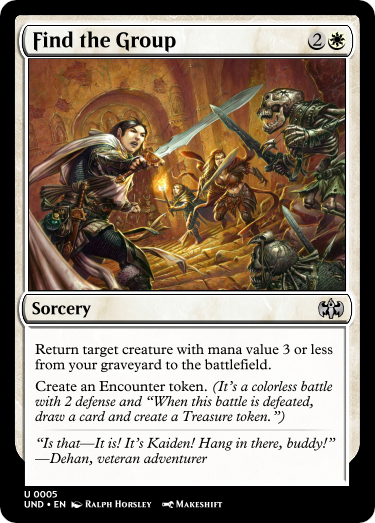 Find the Group
2
Sorcery
Return target creature with mana value 3 or less
from your graveyard to the battlefield.
Create an Encounter token. (It's a colorless battle
with 2 defense and “When this battle is defeated,
draw a card and create a Treasure token.”)
“Is that—It is! It's Kaiden! Hang in there, buddy!”
—Dehan, veteran adventurer
U 0005
UND • EN Ralph Horsley Makeshift